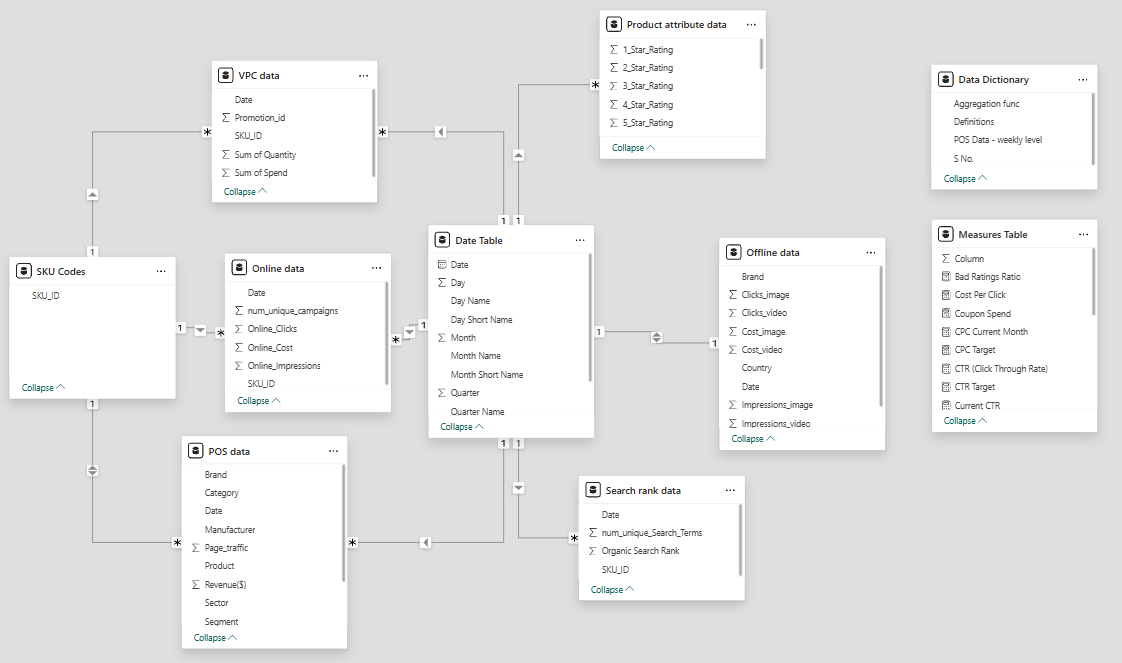 Product attribute data
1_Star_Rating
2_Star_Rating
3_Star_Rating
4_Star_Rating
5_Star_Rating
Collapse
VPC data
Date
Promotion_id
SKU_ID
Sum of Quantity
Sum of Spend
Collapse
Data Dictionary
Aggregation func
Definitions
POS Data - weekly level
S No.
Collapse
SKU Codes
SKU_ID
Collapse
Online data
Date
num_unique_campaigns
Online_Clicks
Online_Cost
Online_Impressions
SKU_ID
Collapse
Date Table
Date
Day
Day Name
Day Short Name
Month
Month Name
Month Short Name
Quarter
Quarter Name
Collapse
Offline data
Brand
Clicks_image
Clicks_video
Cost_image
Cost_video
Country
Date
Impressions_image
Impressions_video
Collapse
Measures Table
Column
Bad Ratings Ratio
Cost Per Click
Coupon Spend
CPC Current Month
CPC Target
CTR (Click Through Rate)
CTR Target
Current CTR
Collapse
POS data
Brand
Category
Date
Manufacturer
Page_traffic
Product
Revenue($)
Sector
Segment
Collapse
Search rank data
Date
num_unique_Search_Terms
Organic Search Rank
SKU_ID
Collapse
1
*
*
1
1
*
1
*
*
1
1
1
1
*
*
1
1
*